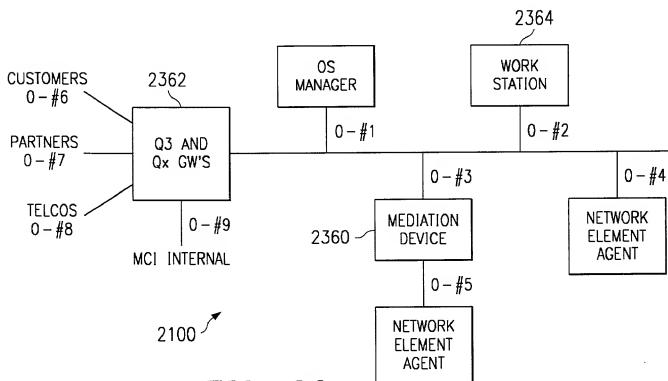 2364
2362
OS
MANAGER
WORK
STATION
CUSTOMERS
0-#6
PARTNERS
0-#7
TELCOS
0-#8
Q3 AND
Qx GW'S
0-#1
0-#2
0-#9
MCI INTERNAL
0-#3
0-#4
2360
MEDIATION
DEVICE
NETWORK
ELEMENT
AGENT
0-#5
2100
NETWORK
ELEMENT
AGENT